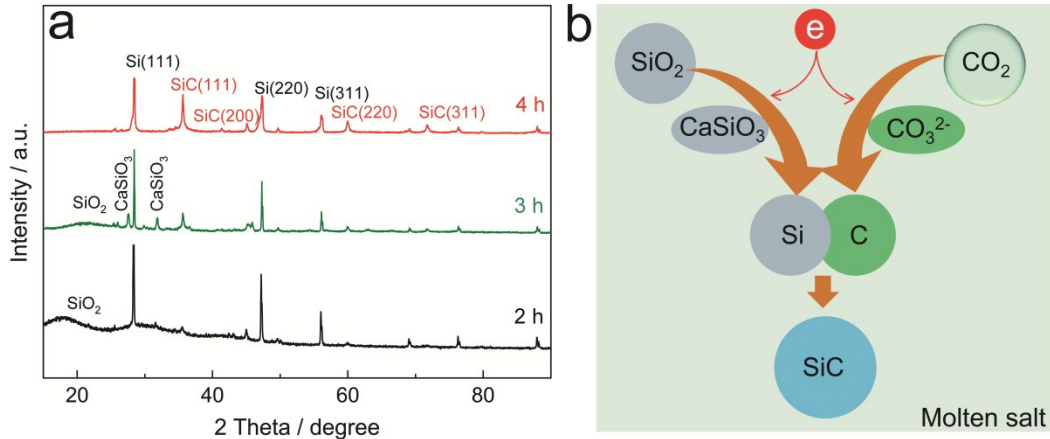 a
Si(111)
SiC(111)
SiC(200)
Si(220)
Si(311)
SiC(220)
SiC(311)
4 h
SiO₂
CaSiO₃
CaSiO₃
3 h
SiO₂
2 h
Intensity / a.u.
20
40
60
80
2 Theta / degree
b
e
SiO₂
CO₂
CaSiO₃
CO₃²⁻
Si
C
SiC
Molten salt